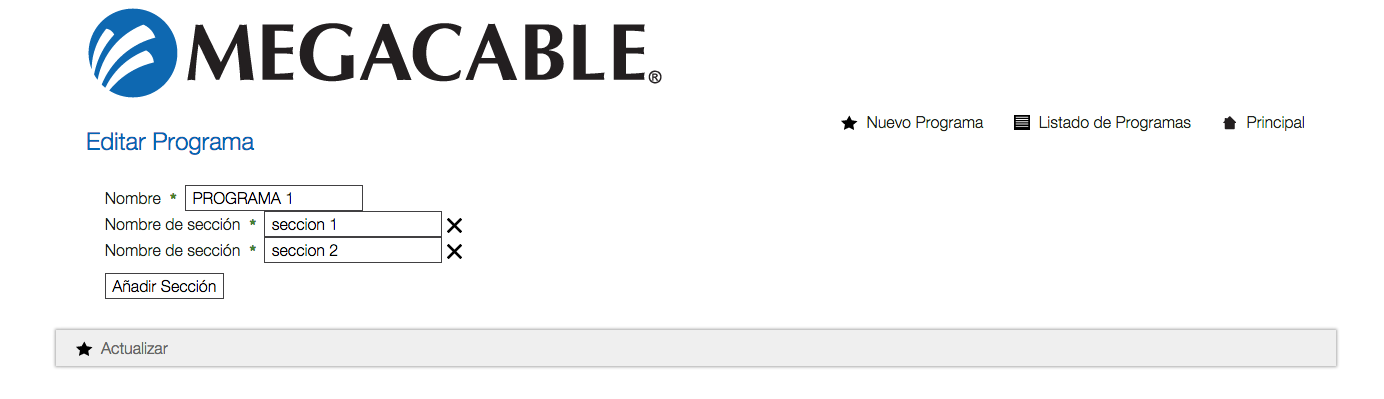 MEGACABLE®
Nuevo Programa Listado de Programas Principal
Editar Programa
Nombre * PROGRAMA 1
Nombre de sección * seccion 1
Nombre de sección * seccion 2
Añadir Sección
Actualizar